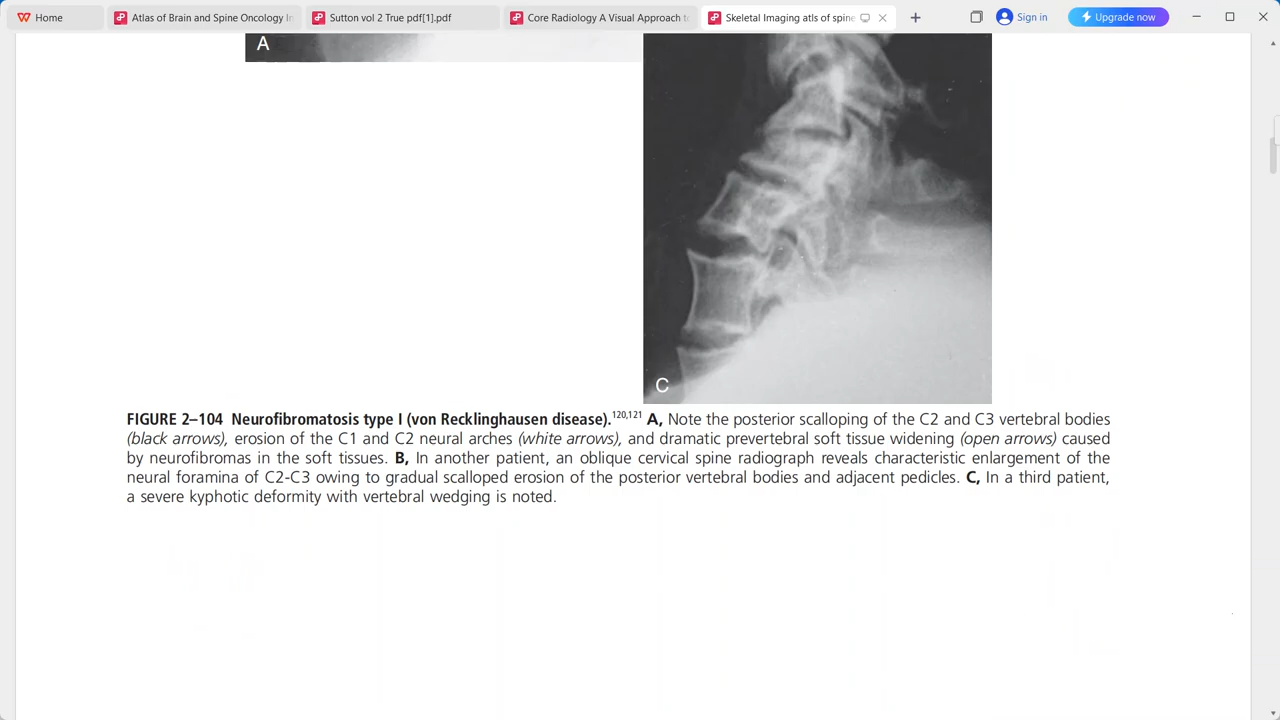 Home
Atlas of Brain and Spine Oncology I
Sutton vol 2 True pdf[1].pdf
Core Radiology A Visual Approach to
Skeletal Imaging atls of spine
Sign in
Upgrade now
A
C
FIGURE 2–104 Neurofibromatosis type I (von Recklinghausen disease).120,121 A, Note the posterior scalloping of the C2 and C3 vertebral bodies
(black arrows), erosion of the C1 and C2 neural arches (white arrows), and dramatic prevertebral soft tissue widening (open arrows) caused
by neurofibromas in the soft tissues. B, In another patient, an oblique cervical spine radiograph reveals characteristic enlargement of the
neural foramina of C2-C3 owing to gradual scalloped erosion of the posterior vertebral bodies and adjacent pedicles. C, In a third patient,
a severe kyphotic deformity with vertebral wedging is noted.